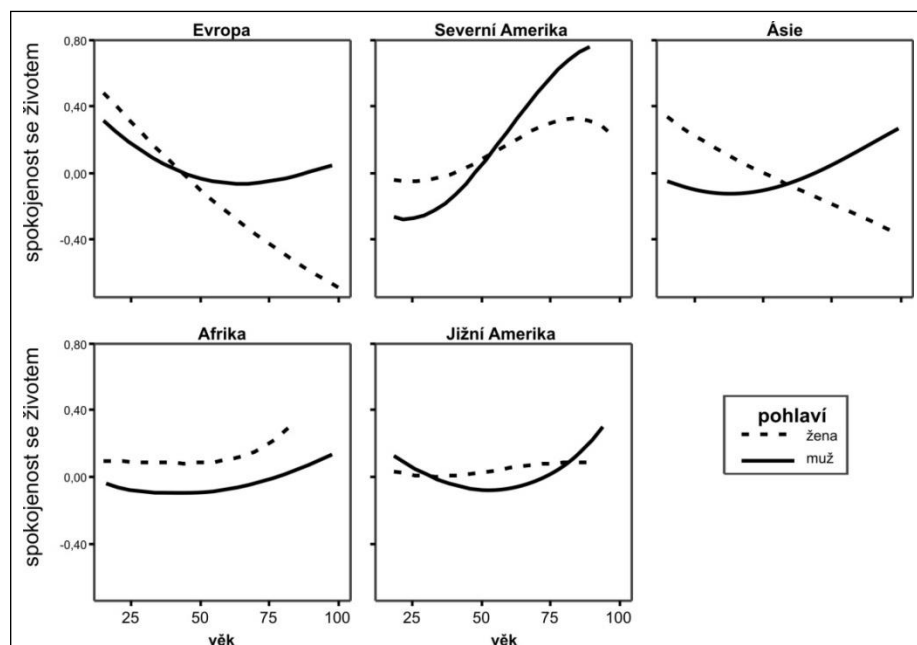 Evropa
Severní Amerika
Ásie
spokojenost se životem
0,80
0,40
0,00
-0,40
Afrika
Jižní Amerika
spokojenost se životem
0,80
0,40
0,00
-0,40
25
50
75
100
věk
25
50
75
100
věk
pohlaví
žena
muž